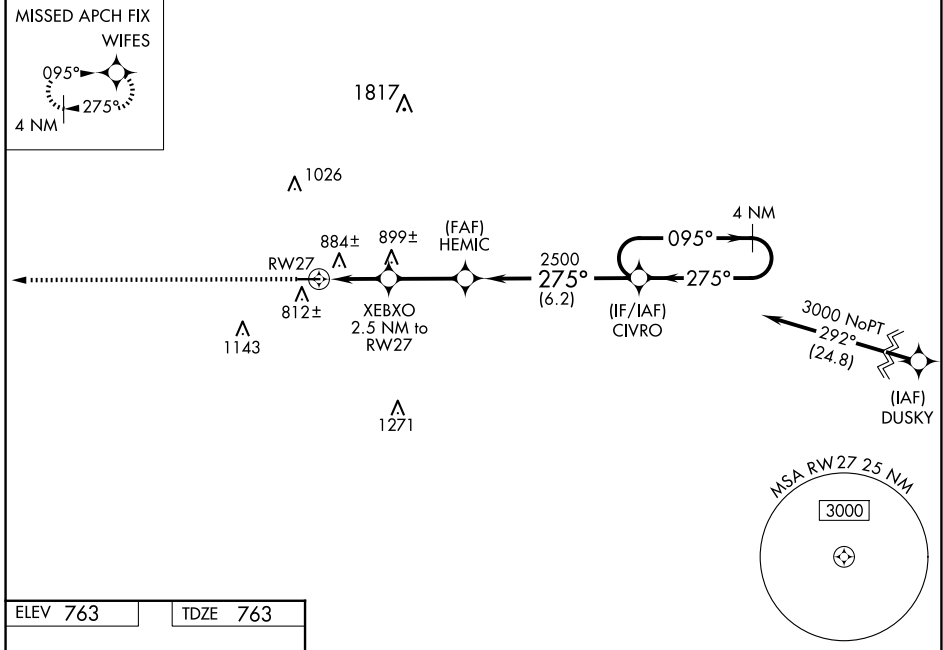 MISSED APCH FIX
WIFES
095°
275°
4 NM
1817
1026
884±
899±
(FAF)
HEMIC
RW27
812±
XEBXO
2.5 NM to
RW27
1143
1271
2500
275°
(6.2)
4 NM
095°
275°
(IF/IAF)
CIVRO
3000 NoPT
292°
(24.8)
(IAF)
DUSKY
MSA RW27 25 NM
3000
ELEV 763
TDZE 763